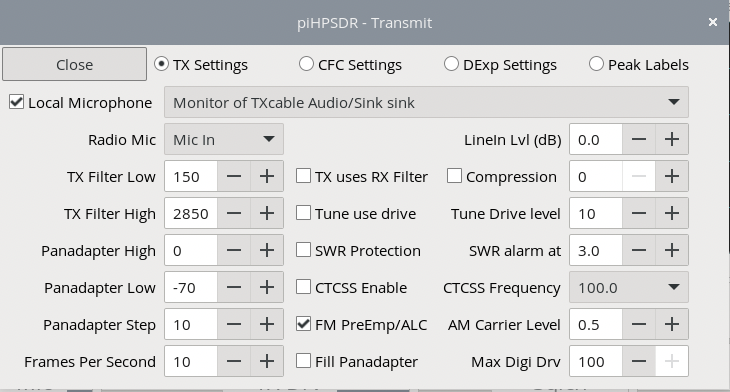 piHPSDR - Transmit ×
Close TX Settings CFC Settings DExp Settings Peak Labels
Local Microphone Monitor of TXcable Audio/Sink sink
Radio Mic Mic In LineIn Lvl (dB) 0.0 − +
TX Filter Low 150 − + TX uses RX Filter Compression 0 − +
TX Filter High 2850 − + Tune use drive Tune Drive level 10 − +
Panadapter High 0 − + SWR Protection SWR alarm at 3.0 − +
Panadapter Low -70 − + CTCSS Enable CTCSS Frequency 100.0
Panadapter Step 10 − + FM PreEmp/ALC AM Carrier Level 0.5 − +
Frames Per Second 10 − + Fill Panadapter Max Digi Drv 100 − +